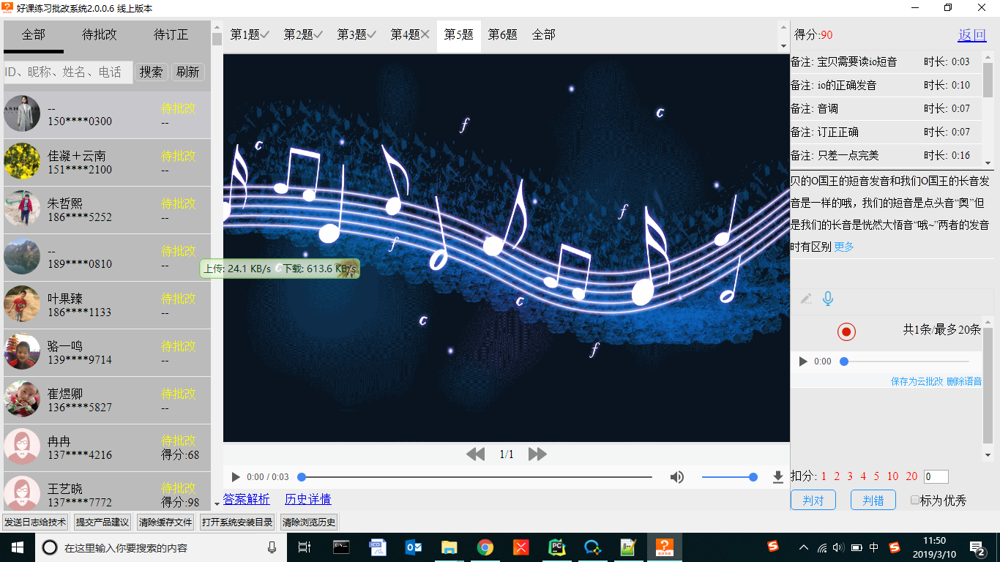 好课练习批改系统2.0.0.6 线上版本
全部 待批改 待订正
ID、昵称、姓名、电话 搜索 刷新
-- 待批改
150****0300 --
佳凝＋云南 待批改
151****2100 --
朱哲熙 待批改
186****5252 --
-- 待批改
189****0810 --
叶果臻 待批改
186****1133 --
骆一鸣 待批改
139****9714 --
崔煜卿 待批改
136****5827 --
冉冉 待批改
137****4216 得分:68
王艺晓 待批改
137****7772 得分:98
第1题 第2题 第3题 第4题 第5题 第6题 全部
上传: 24.1 KB/s 下载: 613.6 KB/s
1/1
0:00 / 0:03
答案解析 历史详情
得分:90 返回
备注: 宝贝需要读io短音 时长: 0:03
备注: io的正确发音 时长: 0:10
备注: 音调 时长: 0:07
备注: 订正正确 时长: 0:07
备注: 只差一点完美 时长: 0:16
贝的O国王的短音发音和我们O国王的长音发
音是一样的哦，我们的短音是点头音“奥”但
是我们的长音是恍然大悟音“哦~”两者的发音
时有区别 更多
共1条/最多20条
0:00
保存为云批改 删除语音
扣分: 1 2 3 4 5 10 20 0
判对 判错 标为优秀
发送日志给技术 提交产品建议 清除缓存文件 打开系统安装目录 清除浏览历史
在这里输入你要搜索的内容
中
11:50
2019/3/10
2